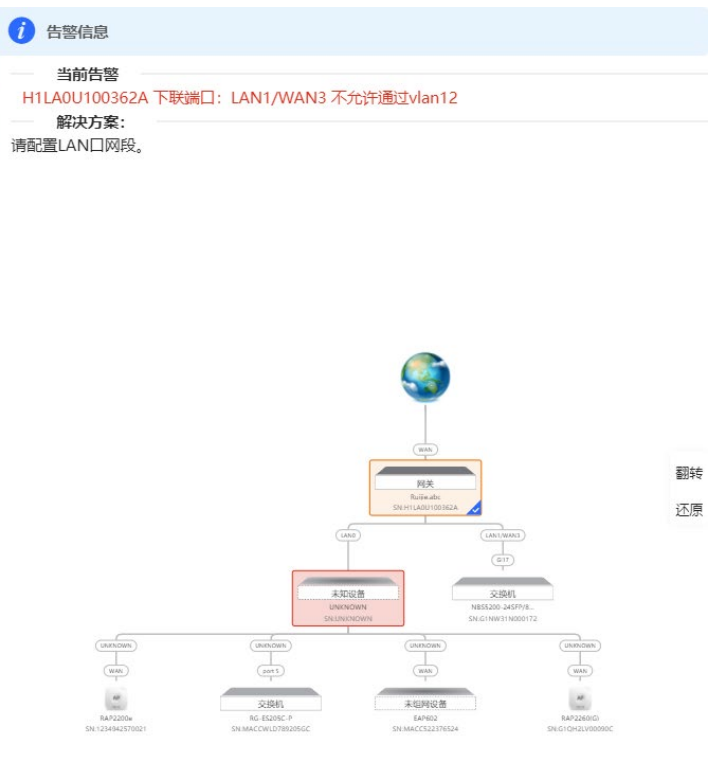 告警信息
当前告警
H1LA0U100362A 下联端口：LAN1/WAN3 不允许通过vlan12
解决方案：
请配置LAN口网段。
WAN
网关
Ruijie.abc
SN:H1LA0U100362A
翻转
还原
LAN0
LAN1/WAN3
GI17
未知设备
UNKNOWN
SN:UNKNOWN
交换机
NBS5200-24SFP/8...
SN:G1NW31N000172
UNKNOWN
UNKNOWN
UNKNOWN
UNKNOWN
WAN
port 5
WAN
WAN
RAP2200e
SN:1234942570021
交换机
RG-ES205C-P
SN:MACCWLD789205GC
未组网设备
EAP602
SN:MACC522376524
RAP2260(G)
SN:G1QH2LV00090C